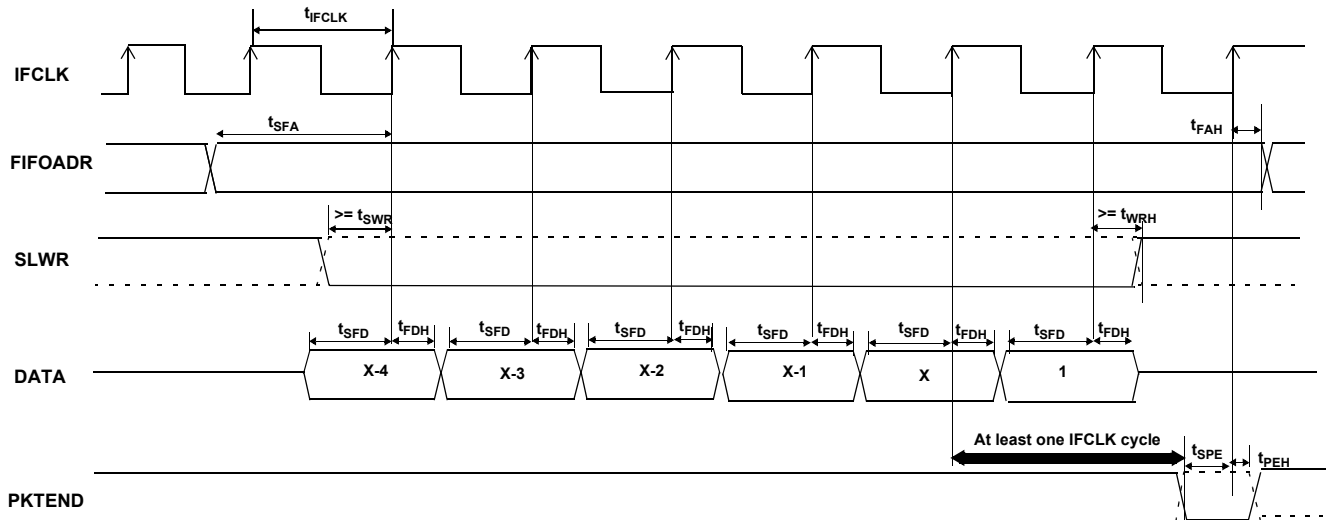 tIFCLK
IFCLK
tSFA
tFAH
FIFOADR
>= tSWR
>= tWRH
SLWR
tSFD tFDH tSFD tFDH tSFD tFDH tSFD tFDH tSFD tFDH tSFD tFDH
DATA X-4 X-3 X-2 X-1 X 1
At least one IFCLK cycle
tSPE tPEH
PKTEND